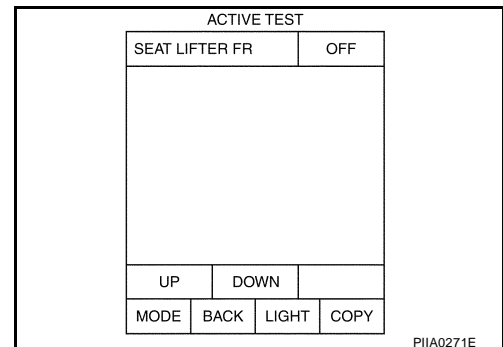 ACTIVE TEST
SEAT LIFTER FR OFF
UP DOWN
MODE BACK LIGHT COPY
PIIA0271E